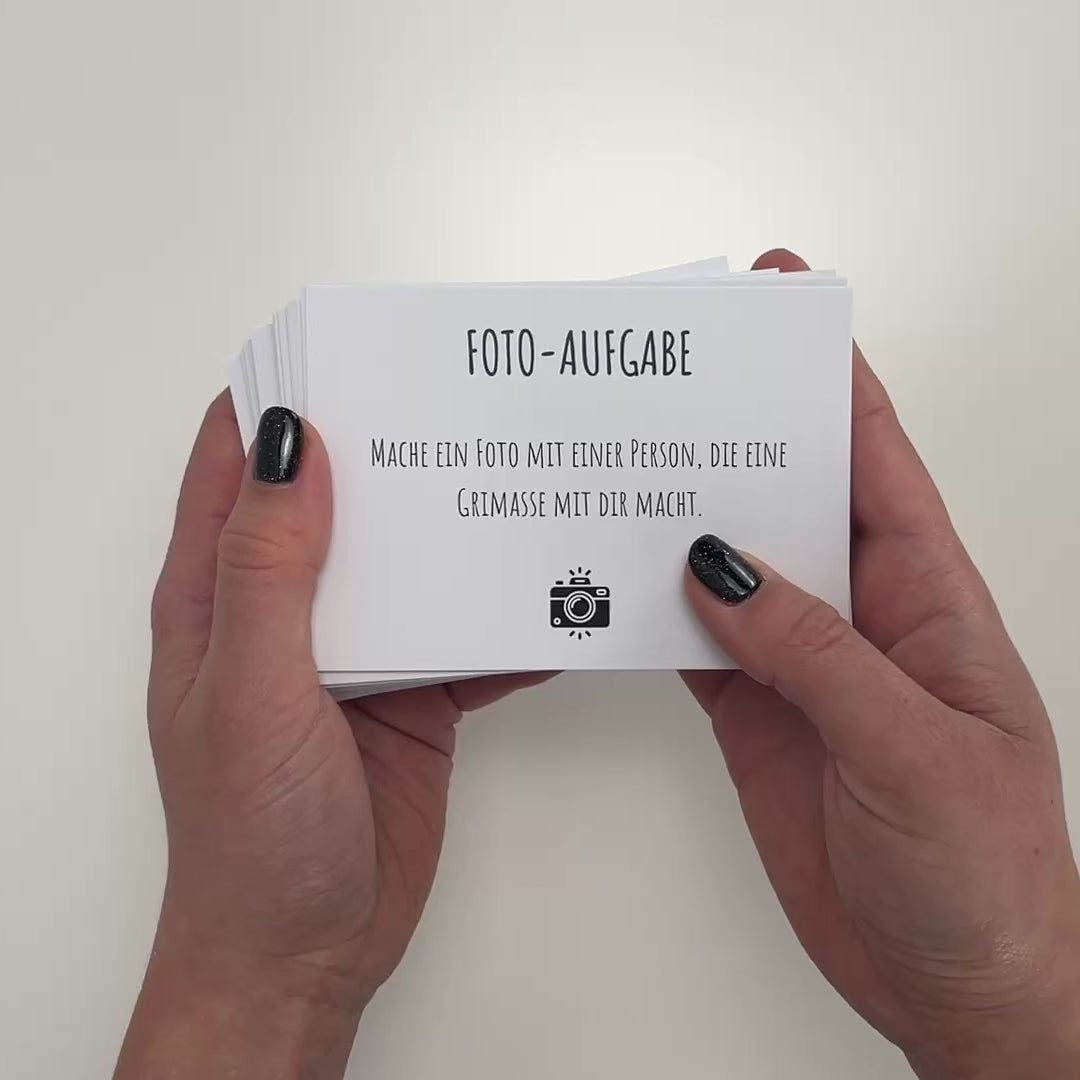 FOTO-AUFGABE
MACHE EIN FOTO MIT EINER PERSON, DIE EINE
GRIMASSE MIT DIR MACHT.